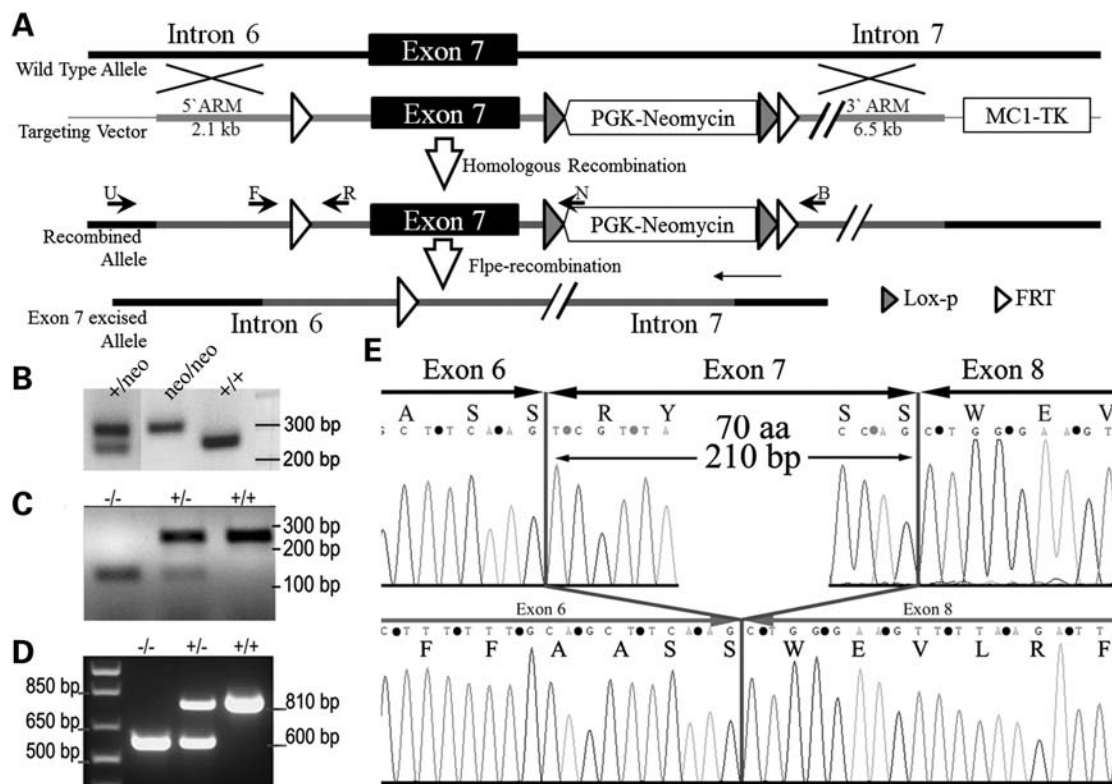 A
Intron 6
Exon 7
Intron 7
Wild Type Allele
5`ARM
2.1 kb
Exon 7
PGK-Neomycin
3` ARM
6.5 kb
MC1-TK
Targeting Vector
Homologous Recombination
U
F
R
N
B
Exon 7
PGK-Neomycin
Recombined
Allele
Flpe-recombination
Lox-p
FRT
Exon 7 excised
Allele
Intron 6
Intron 7
B
+/neo
neo/neo
+/+
300 bp
200 bp
C
-/-
+/-
+/+
300 bp
200 bp
100 bp
D
-/-
+/-
+/+
850 bp
650 bp
500 bp
810 bp
600 bp
E
Exon 6
Exon 7
Exon 8
A S S R Y
S S W E V
G C T T C A A G T C G T T A
C C A G C T G G G A A G T
70 aa
210 bp
Exon 6
Exon 8
C T T T T T G C A G C T T C A A G C T G G G A A G T T T T A A G A T T
F F A A S S W E V L R F